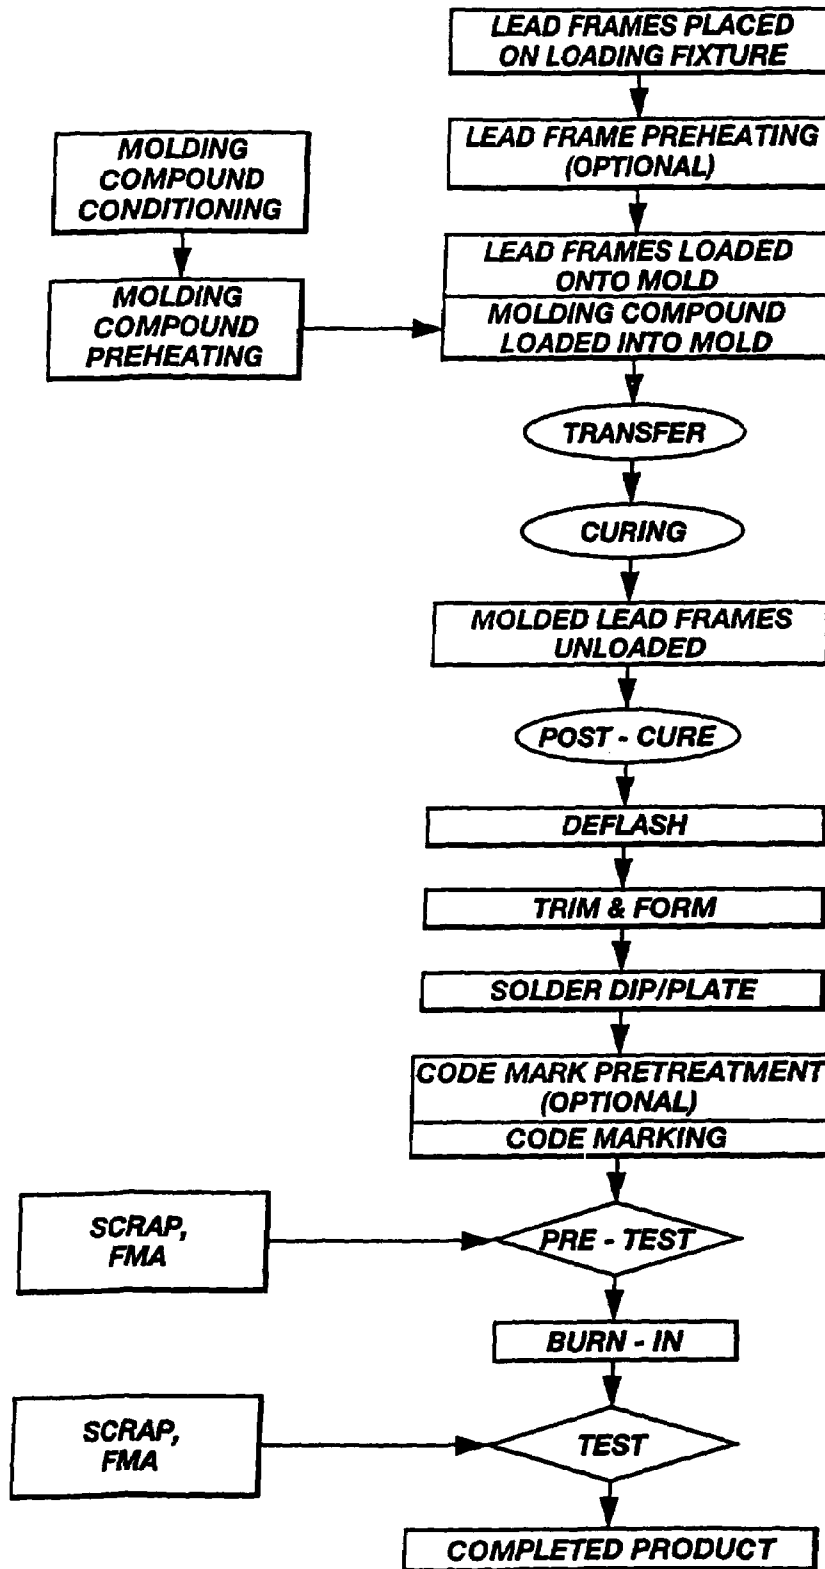 LEAD FRAMES PLACED
ON LOADING FIXTURE
LEAD FRAME PREHEATING
(OPTIONAL)
MOLDING
COMPOUND
CONDITIONING
LEAD FRAMES LOADED
ONTO MOLD
MOLDING
COMPOUND
PREHEATING
MOLDING COMPOUND
LOADED INTO MOLD
TRANSFER
CURING
MOLDED LEAD FRAMES
UNLOADED
POST - CURE
DEFLASH
TRIM & FORM
SOLDER DIP/PLATE
CODE MARK PRETREATMENT
(OPTIONAL)
CODE MARKING
SCRAP,
FMA
PRE - TEST
BURN - IN
SCRAP,
FMA
TEST
COMPLETED PRODUCT